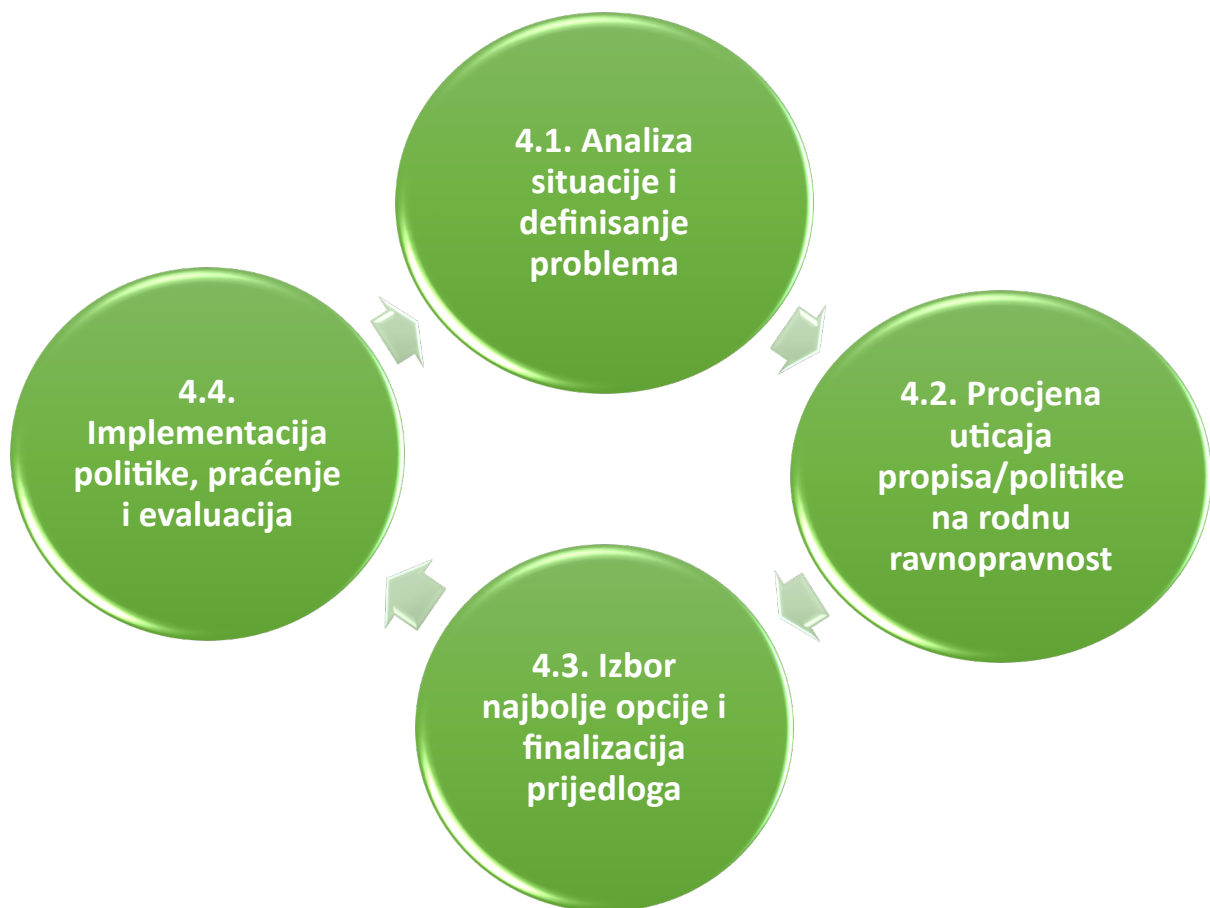 4.1. Analiza
situacije i
definisanje
problema
4.2. Procjena
uticaja
propisa/politike
na rodnu
ravnopravnost
4.3. Izbor
najbolje opcije i
finalizacija
prijedloga
4.4.
Implementacija
politike, praćenje
i evaluacija